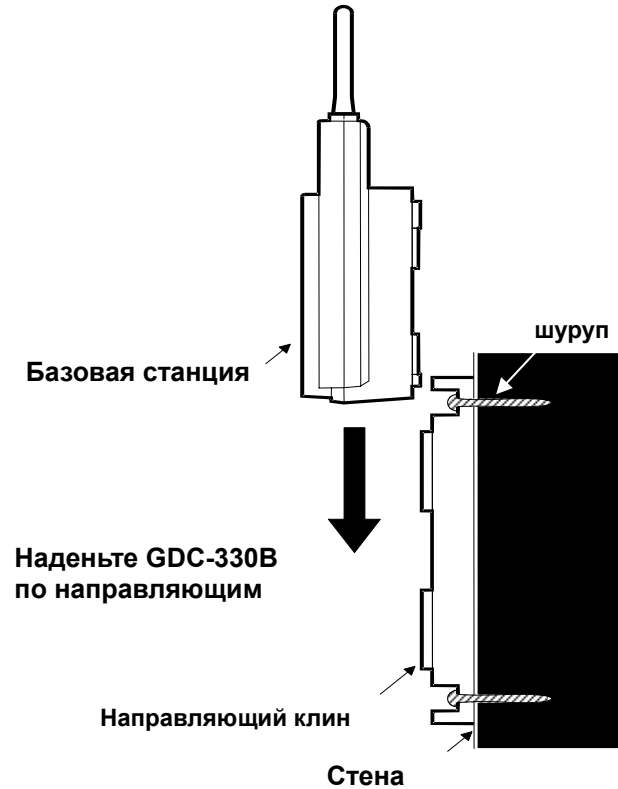 шуруп
Базовая станция
Наденьте GDC-330B
по направляющим
Направляющий клин
Стена